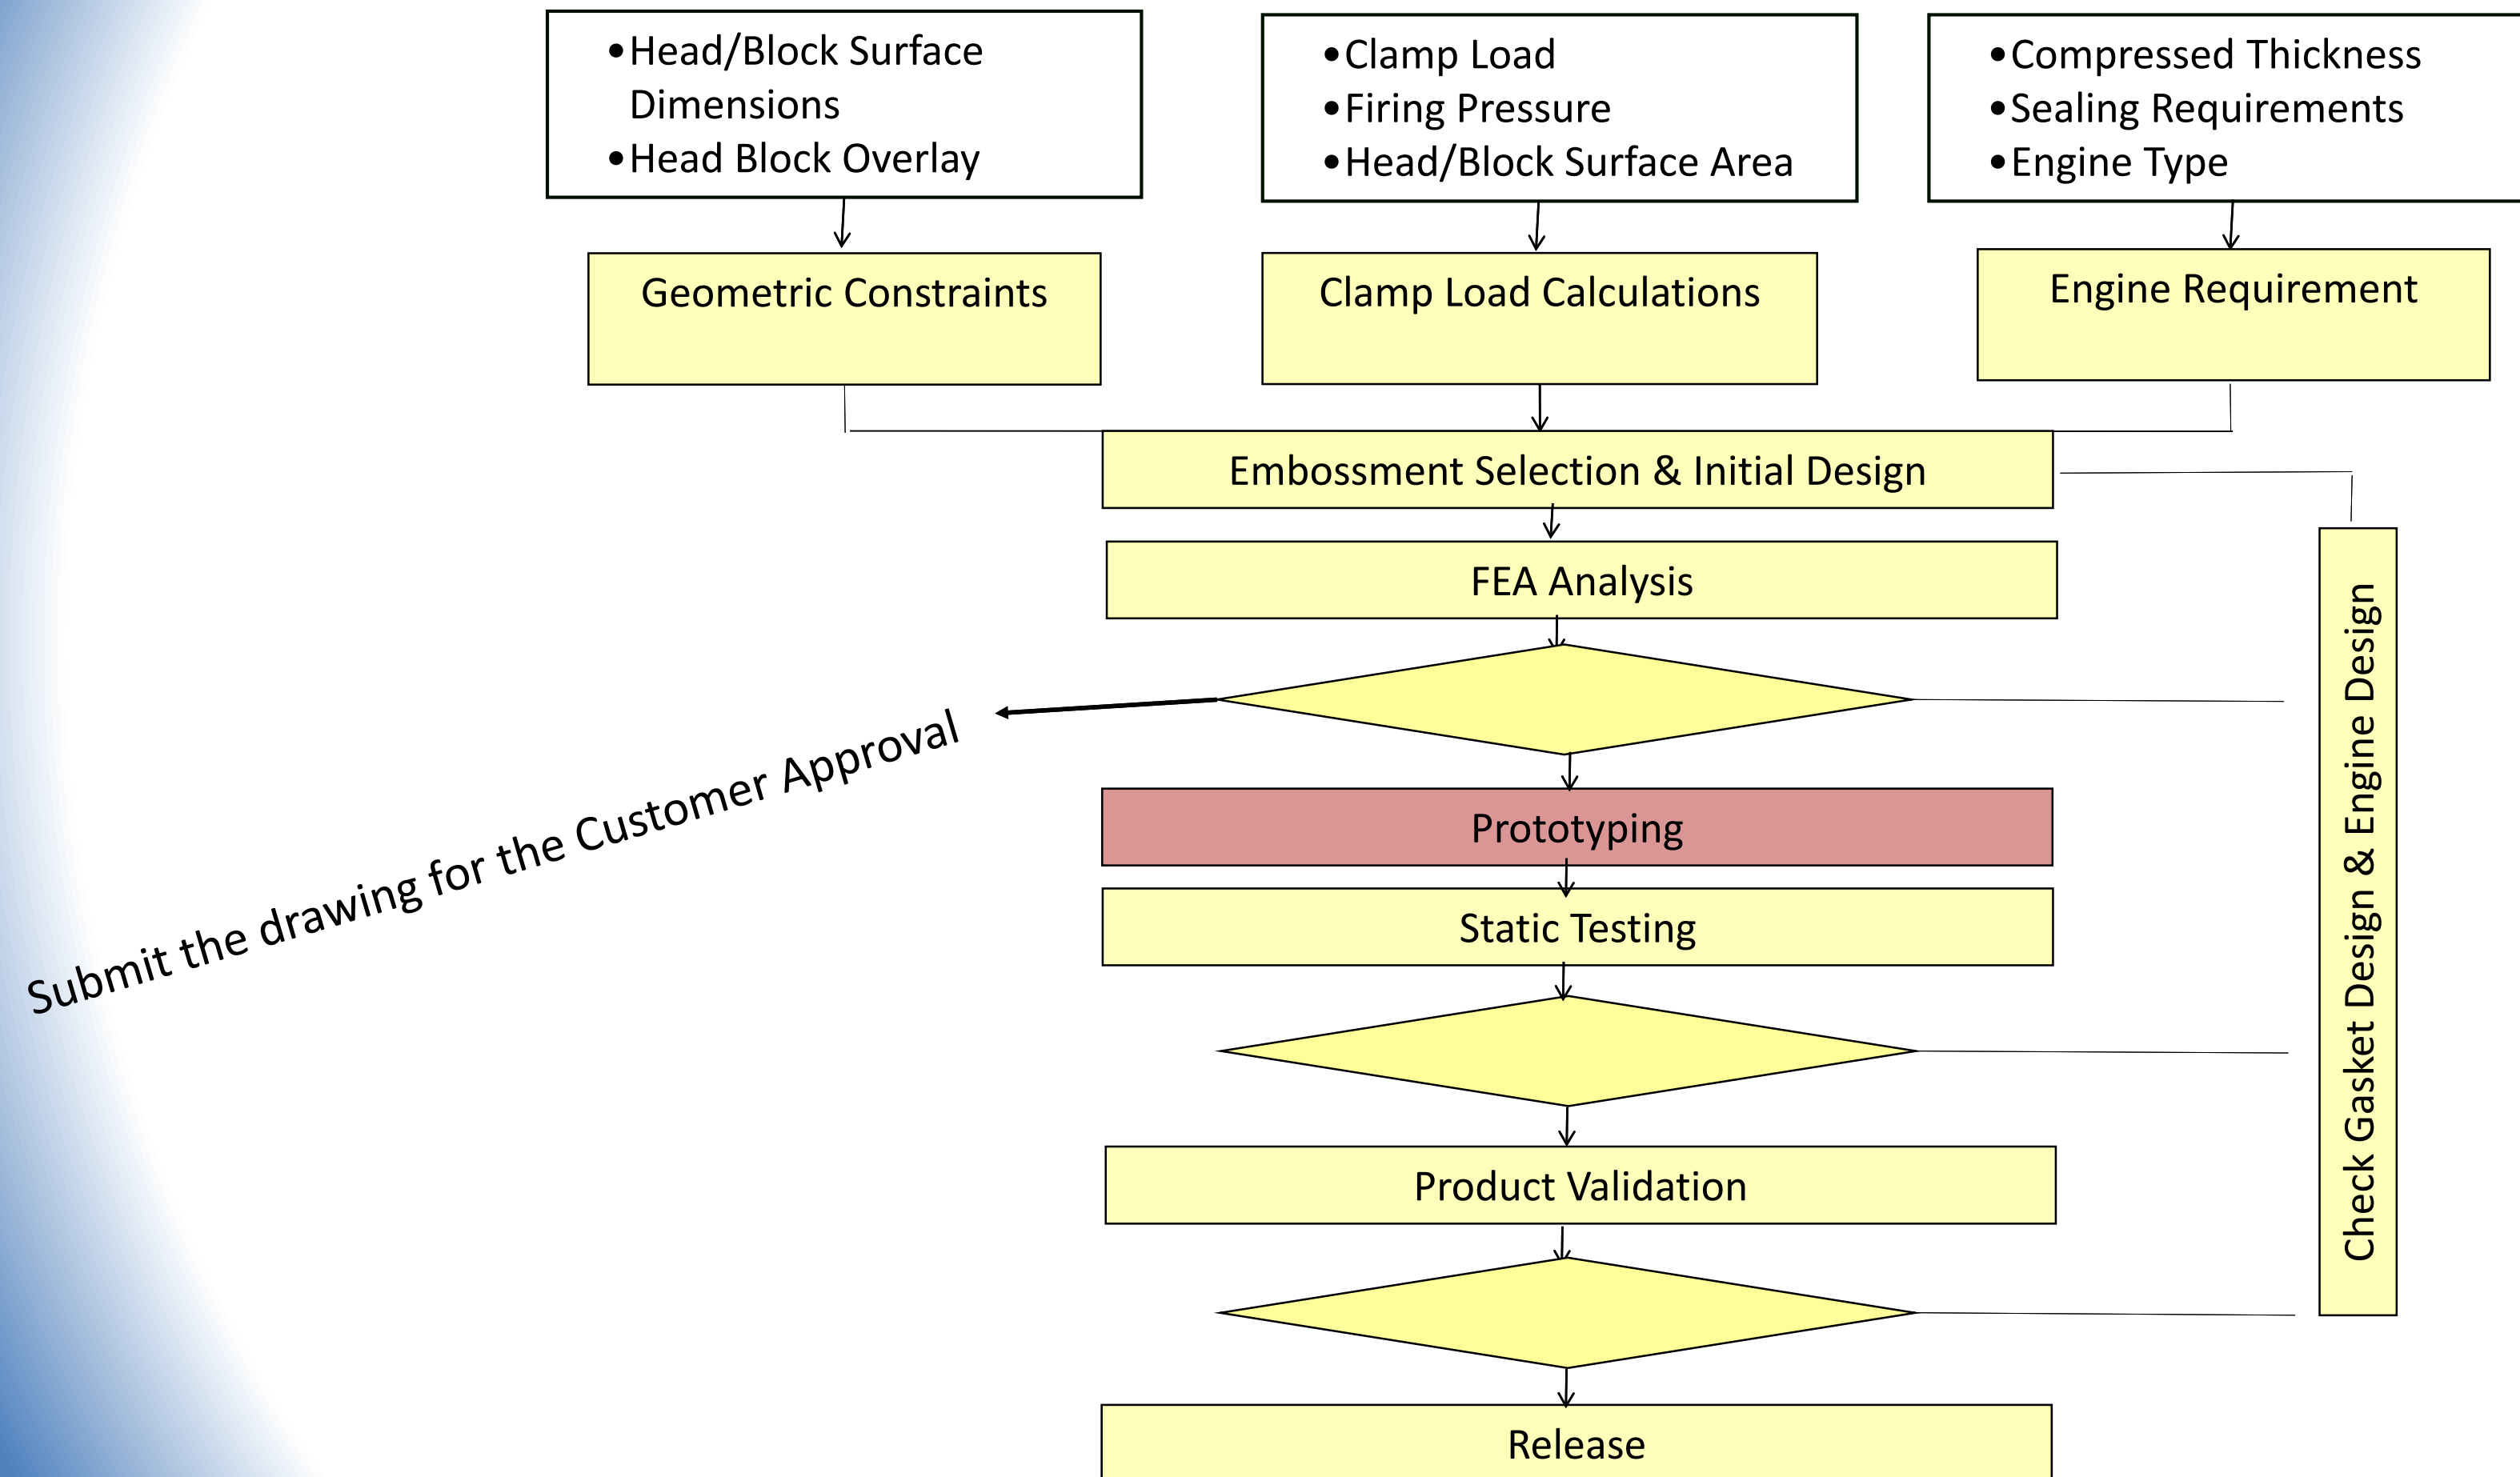 •Head/Block Surface
Dimensions
•Head Block Overlay
•Clamp Load
•Firing Pressure
•Head/Block Surface Area
•Compressed Thickness
•Sealing Requirements
•Engine Type
Geometric Constraints
Clamp Load Calculations
Engine Requirement
Embossment Selection & Initial Design
FEA Analysis
Submit the drawing for the Customer Approval
Prototyping
Static Testing
Check Gasket Design & Engine Design
Product Validation
Release